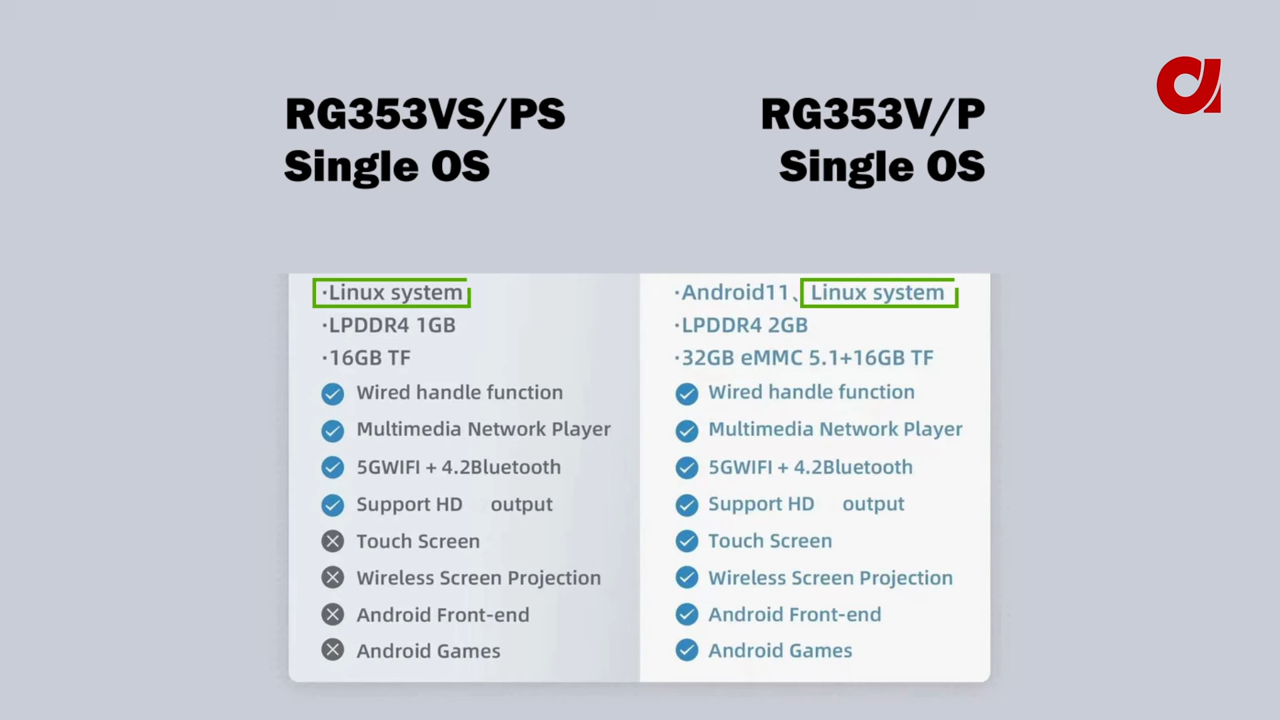 RG353VS/PS
Single OS
RG353V/P
Single OS
·Linux system
·LPDDR4 1GB
·16GB TF
Wired handle function
Multimedia Network Player
5GWIFI + 4.2Bluetooth
Support HD output
Touch Screen
Wireless Screen Projection
Android Front-end
Android Games
·Android11、Linux system
·LPDDR4 2GB
·32GB eMMC 5.1+16GB TF
Wired handle function
Multimedia Network Player
5GWIFI + 4.2Bluetooth
Support HD output
Touch Screen
Wireless Screen Projection
Android Front-end
Android Games